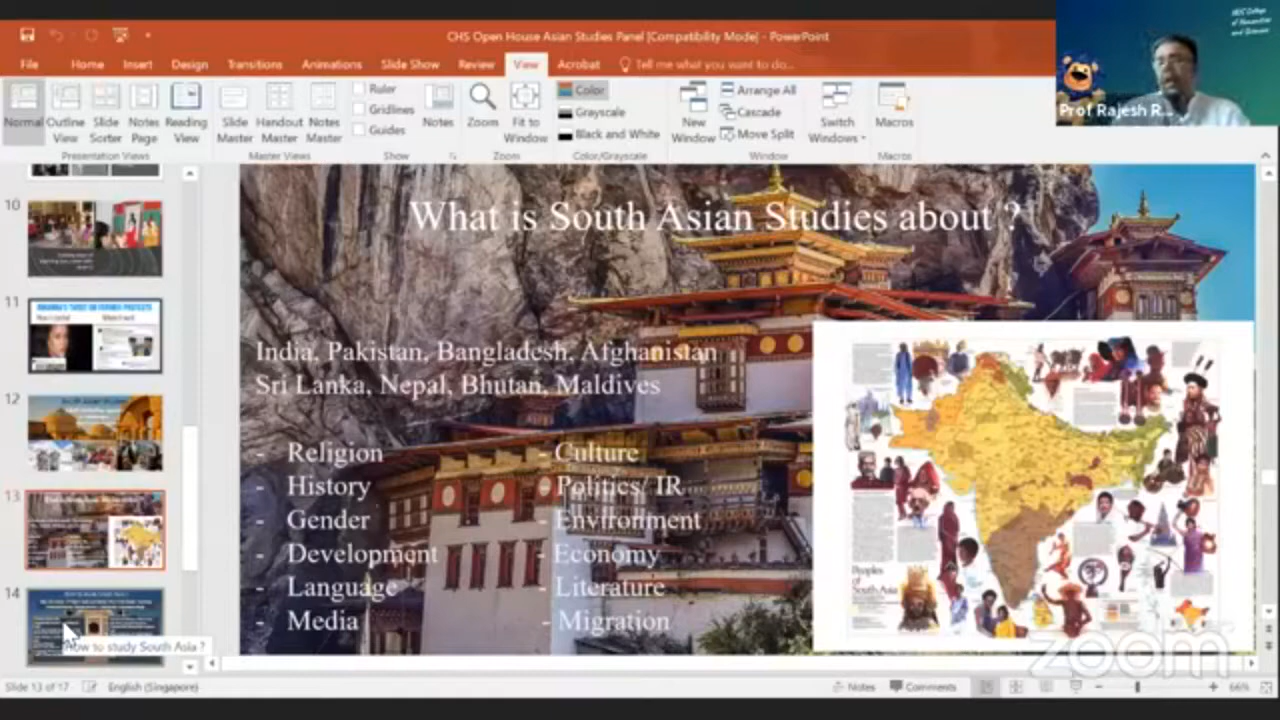 CHS Open House Asian Studies Panel [Compatibility Mode] - PowerPoint
File Home Insert Design Transitions Animations Slide Show Review View Acrobat Tell me what you want to do...
Normal Outline View Slide Sorter Notes Page Reading View
Presentation Views
Slide Master Handout Master Notes Master
Master Views
Ruler
Gridlines
Guides
Show
Notes
Zoom Fit to Window
Zoom
Color
Grayscale
Black and White
Color/Grayscale
New Window
Arrange All
Cascade
Move Split
Switch Windows
Window
Macros
Macros
Prof Rajesh R...
10
11
12
13
14
How to study South Asia ?
What is South Asian Studies about ?
India, Pakistan, Bangladesh, Afghanistan
Sri Lanka, Nepal, Bhutan, Maldives
- Religion - Culture
- History - Politics/ IR
- Gender - Environment
- Development - Economy
- Language - Literature
- Media - Migration
Peoples
of
South Asia
zoom
Slide 13 of 17 English (Singapore) Notes Comments 66%